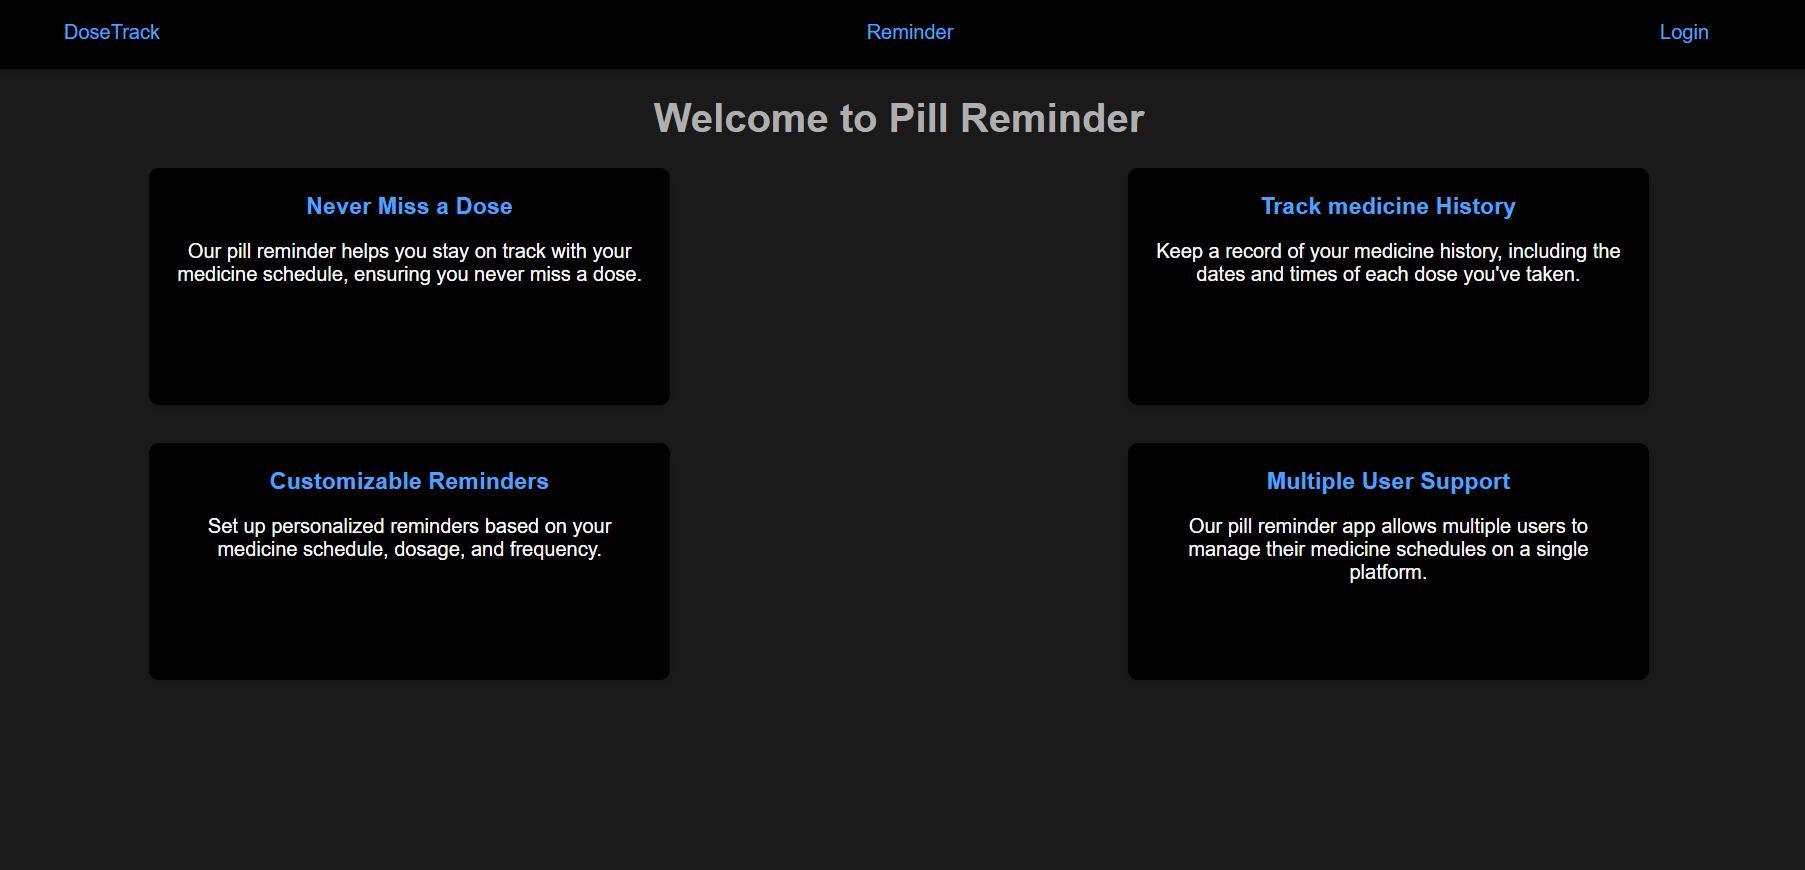 DoseTrack
Reminder
Login
Welcome to Pill Reminder
Never Miss a Dose
Our pill reminder helps you stay on track with your
medicine schedule, ensuring you never miss a dose.
Track medicine History
Keep a record of your medicine history, including the
dates and times of each dose you've taken.
Customizable Reminders
Set up personalized reminders based on your
medicine schedule, dosage, and frequency.
Multiple User Support
Our pill reminder app allows multiple users to
manage their medicine schedules on a single
platform.